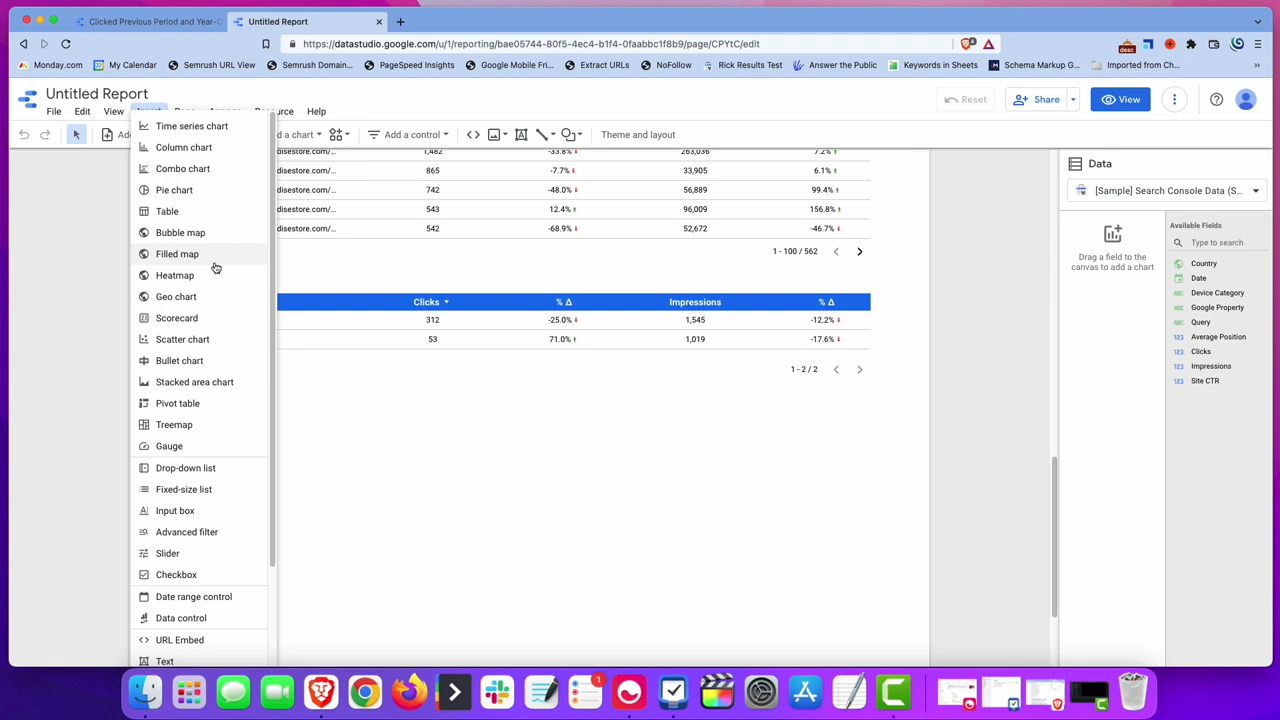 Clicked Previous Period and Year-O
Untitled Report
https://datastudio.google.com/u/1/reporting/bae05744-80f5-4ec4-b1f4-0faabbc1f8b9/page/CPYtC/edit
Monday.com My Calendar Semrush URL View Semrush Domain... PageSpeed Insights Google Mobile Fri... Extract URLs NoFollow Rick Results Test Answer the Public Keywords in Sheets Schema Markup G... Imported from Ch... »
Untitled Report
Reset Share View
File Edit View Resource Help
d a chart Add a control Theme and layout
Time series chart
Column chart
Combo chart
Pie chart
Table
Bubble map
Filled map
Heatmap
Geo chart
Scorecard
Scatter chart
Bullet chart
Stacked area chart
Pivot table
Treemap
Gauge
Drop-down list
Fixed-size list
Input box
Advanced filter
Slider
Checkbox
Date range control
Data control
URL Embed
Text
disestore.com/... 1,482 -33.8% 263,036 7.2%
disestore.com/... 865 -7.7% 33,905 6.1%
disestore.com/... 742 -48.0% 56,889 99.4%
disestore.com/... 543 12.4% 96,009 156.8%
disestore.com/... 542 -68.9% 52,672 -46.7%
1 - 100 / 562
Clicks % Δ Impressions % Δ
312 -25.0% 1,545 -12.2%
53 71.0% 1,019 -17.6%
1 - 2 / 2
Data
[Sample] Search Console Data (S...
Drag a field to the
canvas to add a chart
Available Fields
Type to search
Country
Date
ABC Device Category
ABC Google Property
ABC Query
123 Average Position
123 Clicks
123 Impressions
123 Site CTR
1